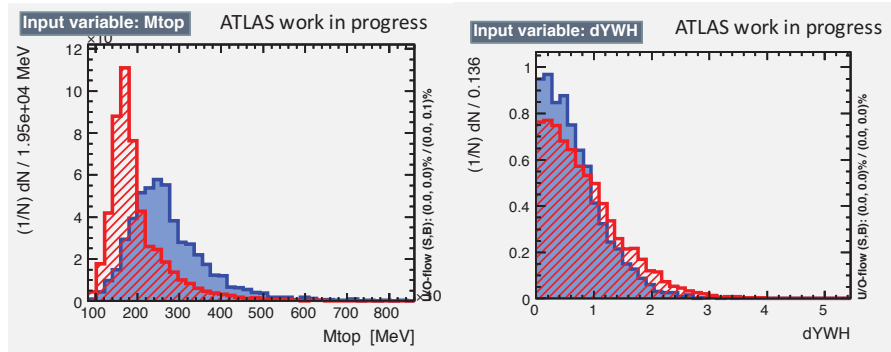 Input variable: Mtop
ATLAS work in progress
(1/N) dN / 1.95e+04 MeV
12
10
8
6
4
2
0
100 200 300 400 500 600 700 800
Mtop [MeV]
U/O-flow (S,B): (0.0, 0.0)% / (0.0, 0.1)%
Input variable: dYWH
ATLAS work in progress
(1/N) dN / 0.136
1
0.8
0.6
0.4
0.2
0
0 1 2 3 4 5
dYWH
U/O-flow (S,B): (0.0, 0.0)% / (0.0, 0.0)%